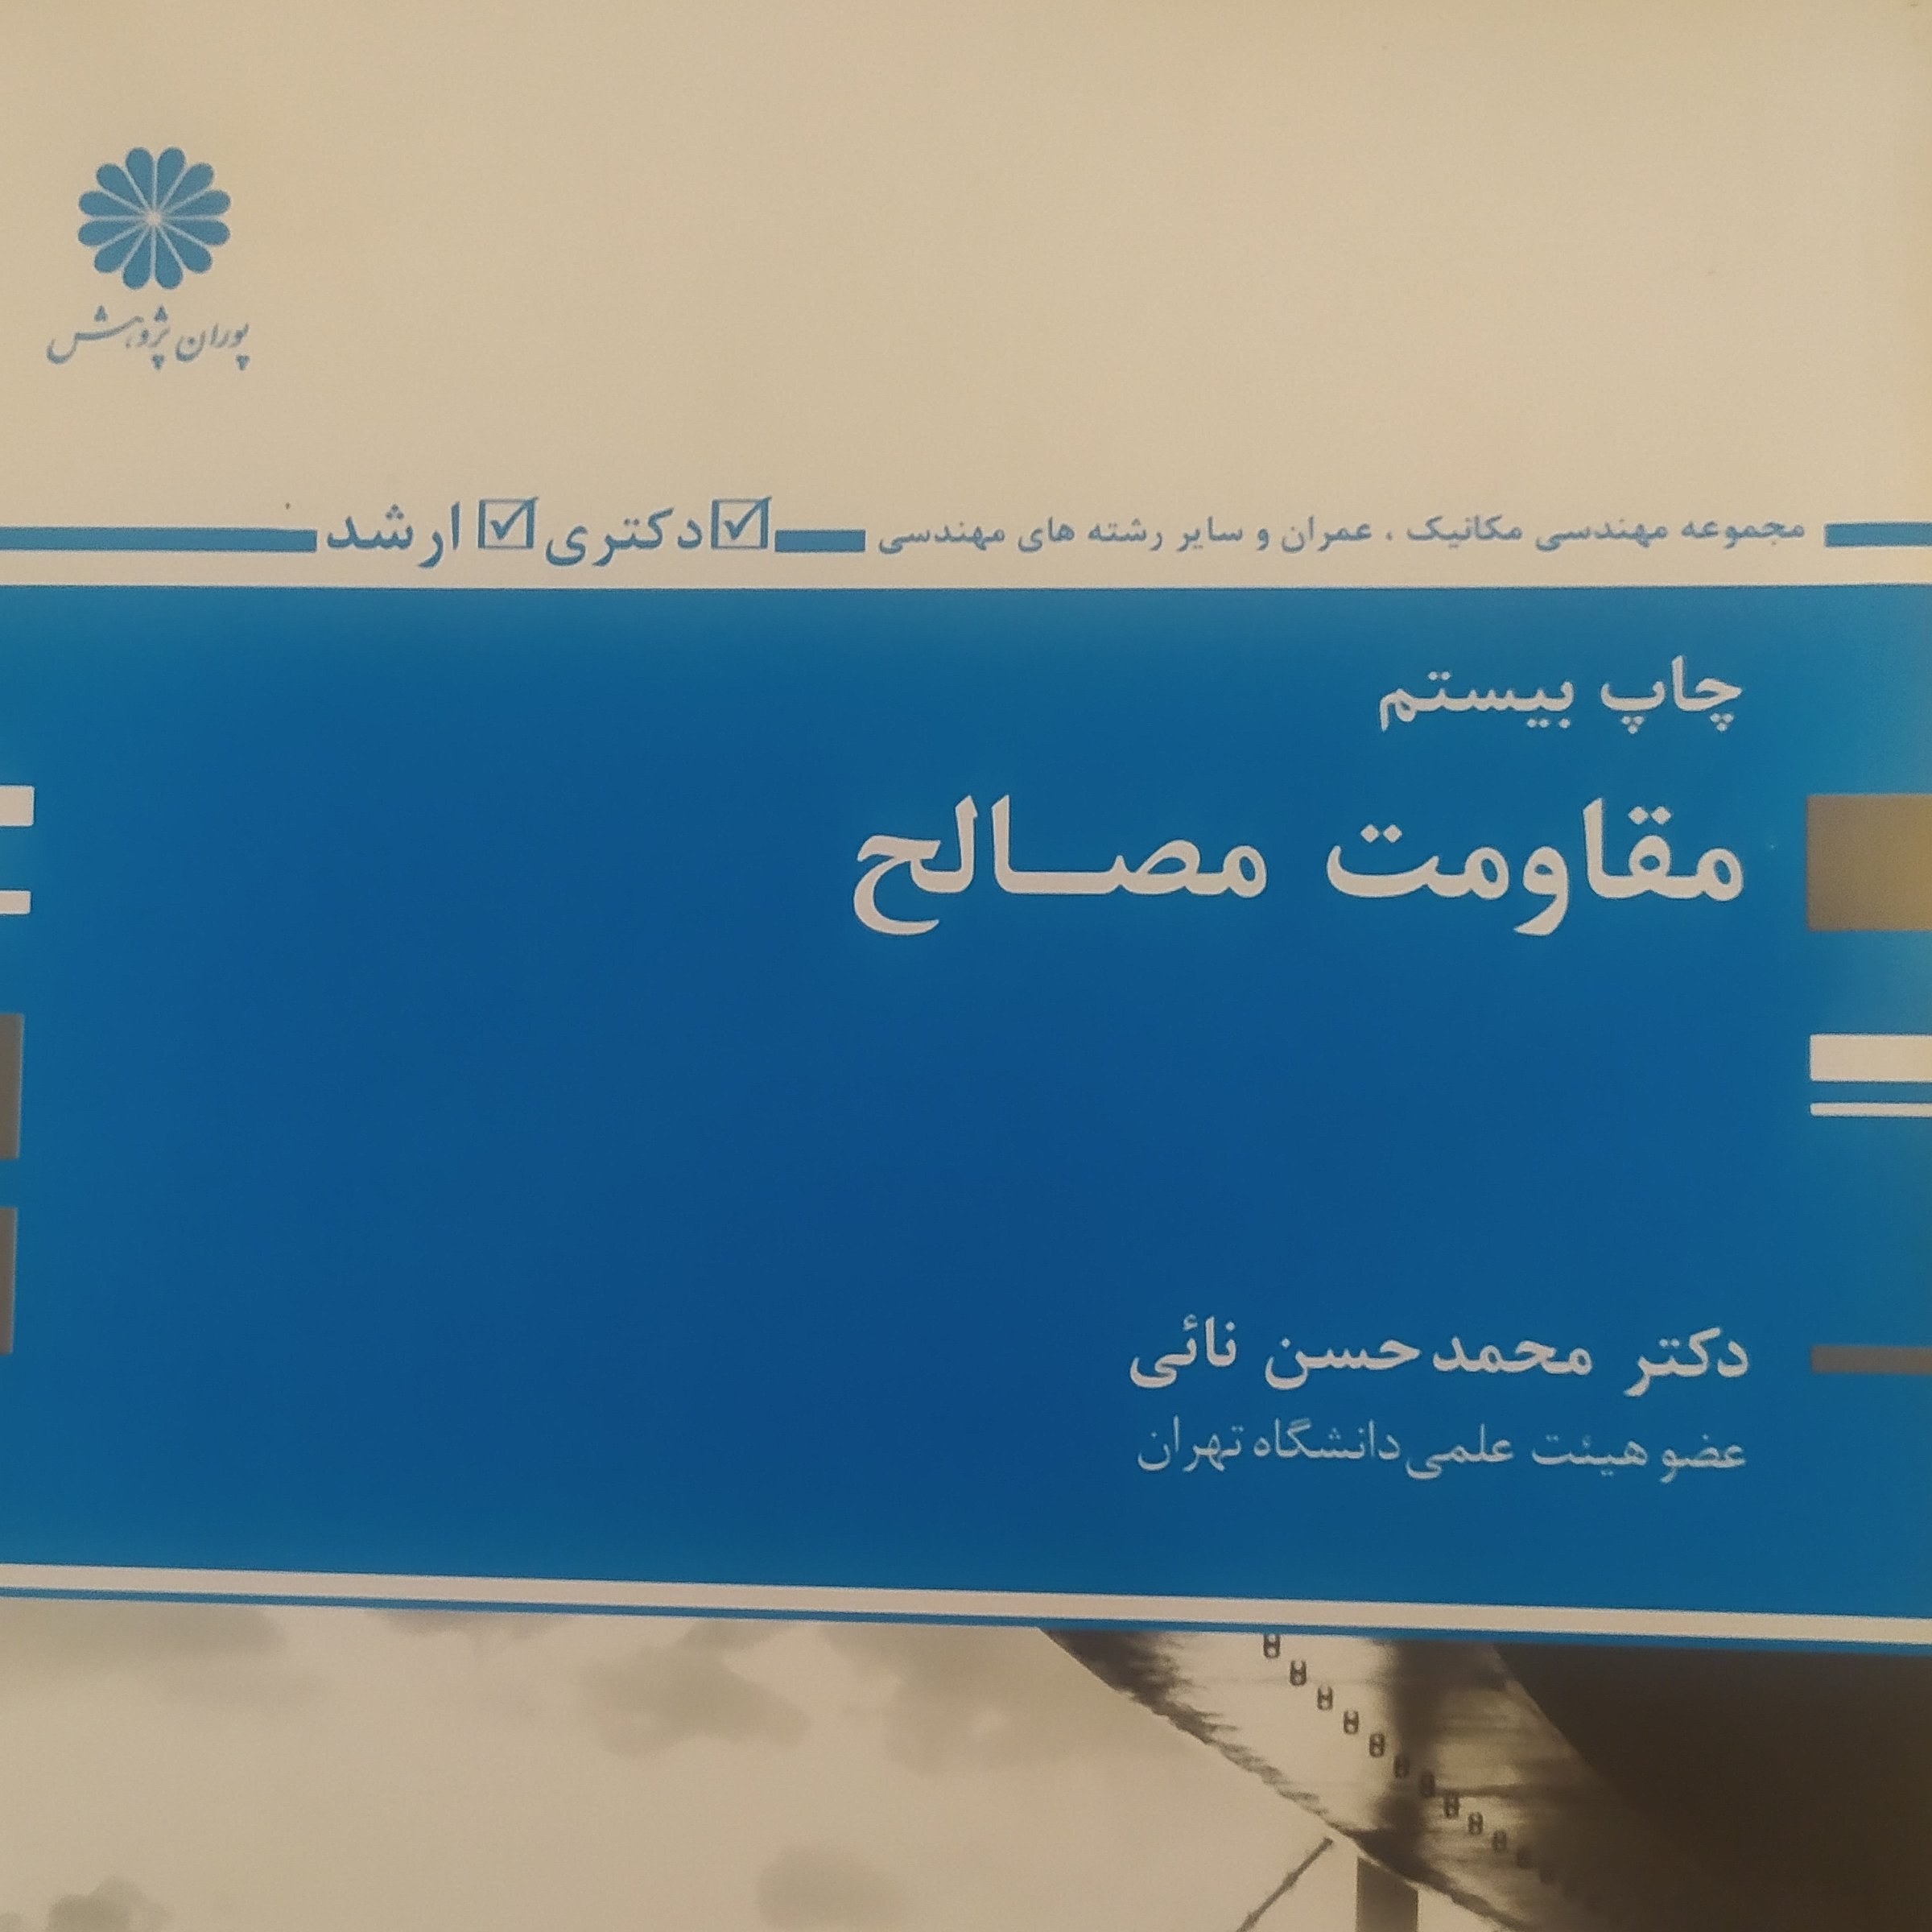 پوران پژوهش
مجموعه مهندسی مکانیک ، عمران و سایر رشته های مهندسی ☑ دکتری ☑ ارشد
چاپ بیستم
مقاومت مصالح
دکتر محمدحسن نائی
عضو هیئت علمی دانشگاه تهران